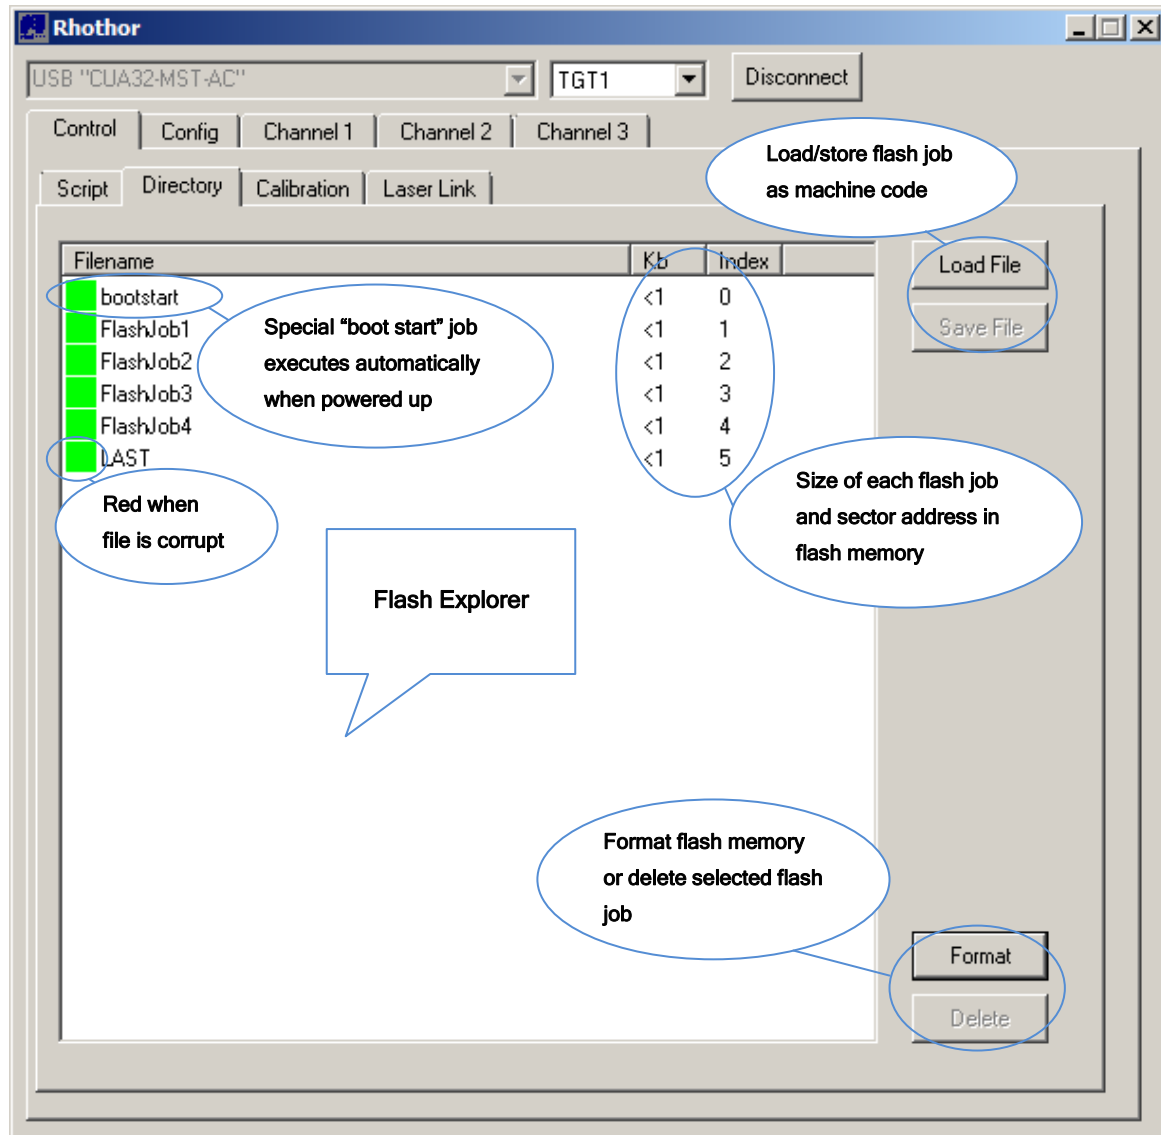 Rhothor
USB "CUA32-MST-AC" TGT1 Disconnect
Control Config Channel 1 Channel 2 Channel 3
Load/store flash job
as machine code
Script Directory Calibration Laser Link
Filename Kb Index
Load File
Save File
bootstart <1 0
FlashJob1 <1 1
FlashJob2 <1 2
FlashJob3 <1 3
FlashJob4 <1 4
LAST <1 5
Special “boot start” job
executes automatically
when powered up
Red when
file is corrupt
Size of each flash job
and sector address in
flash memory
Flash Explorer
Format flash memory
or delete selected flash
job
Format
Delete